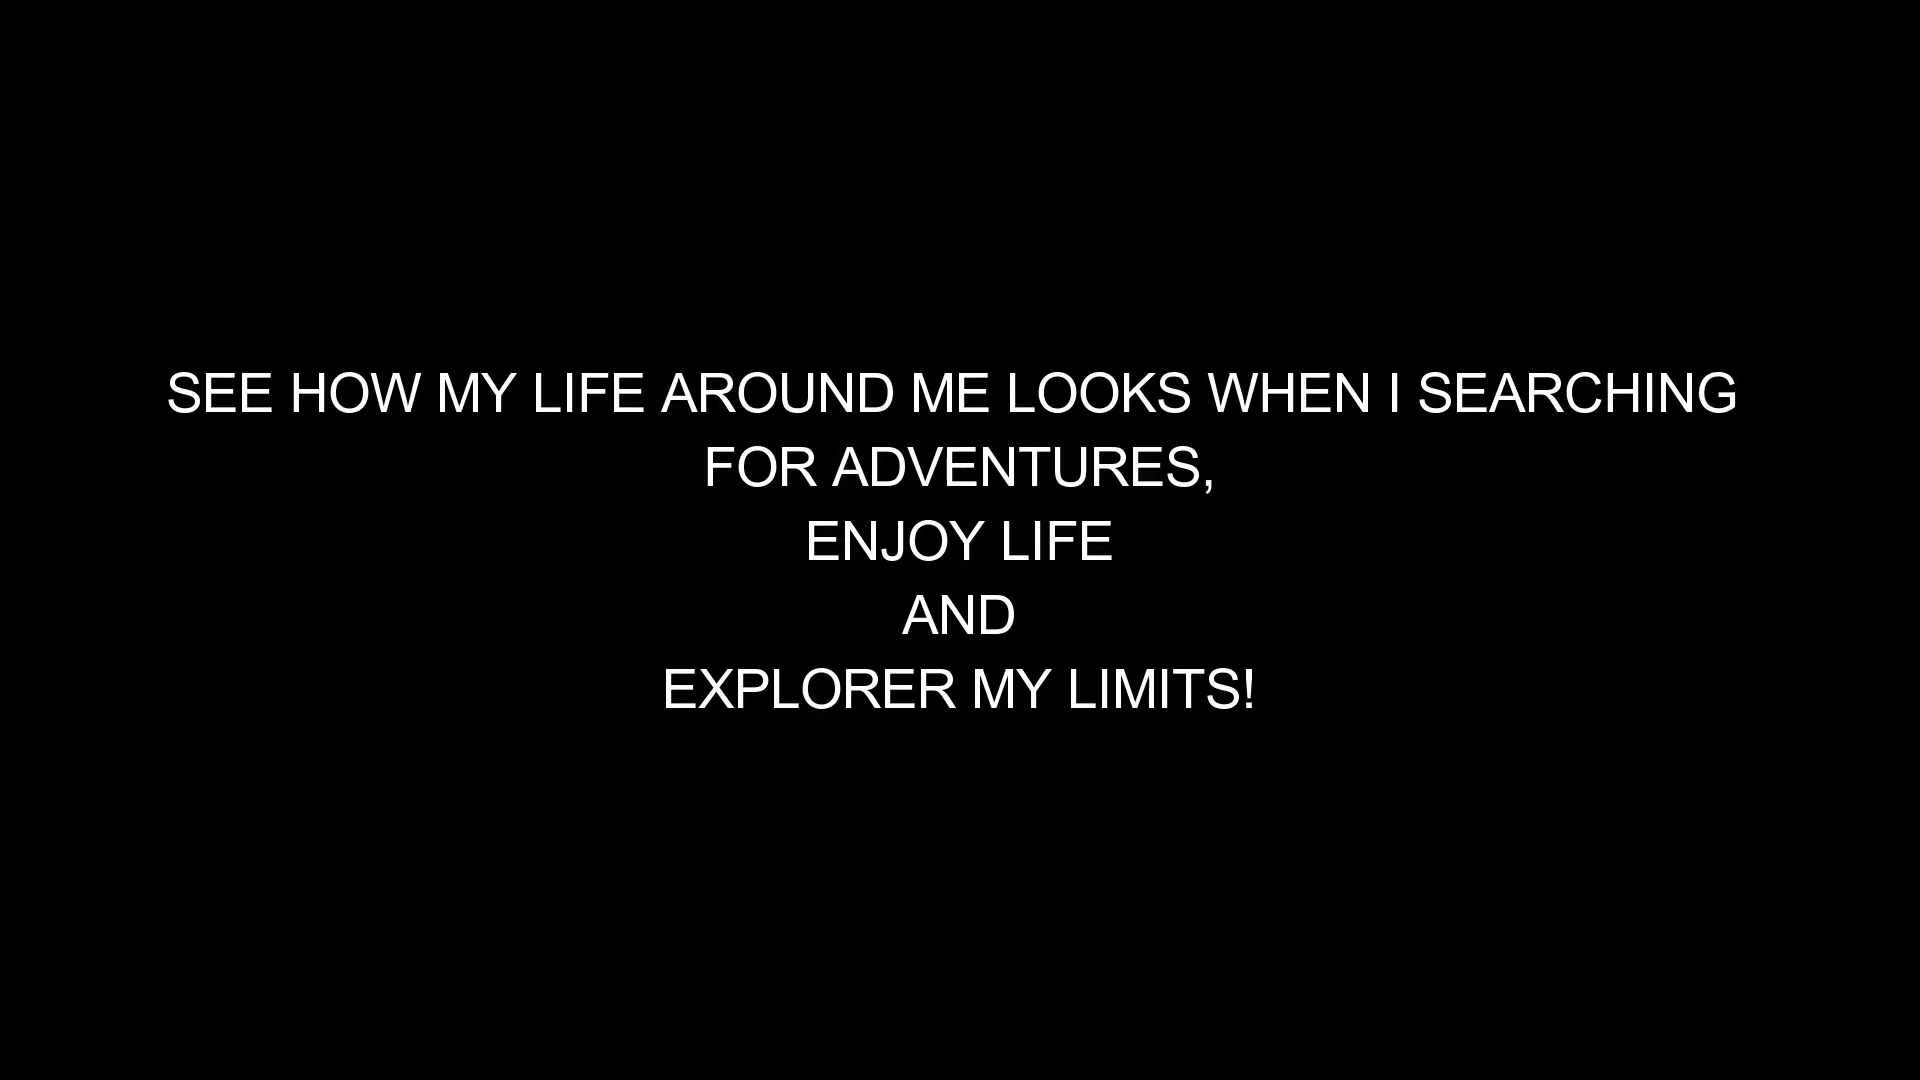 SEE HOW MY LIFE AROUND ME LOOKS WHEN I SEARCHING
FOR ADVENTURES,
ENJOY LIFE
AND
EXPLORER MY LIMITS!